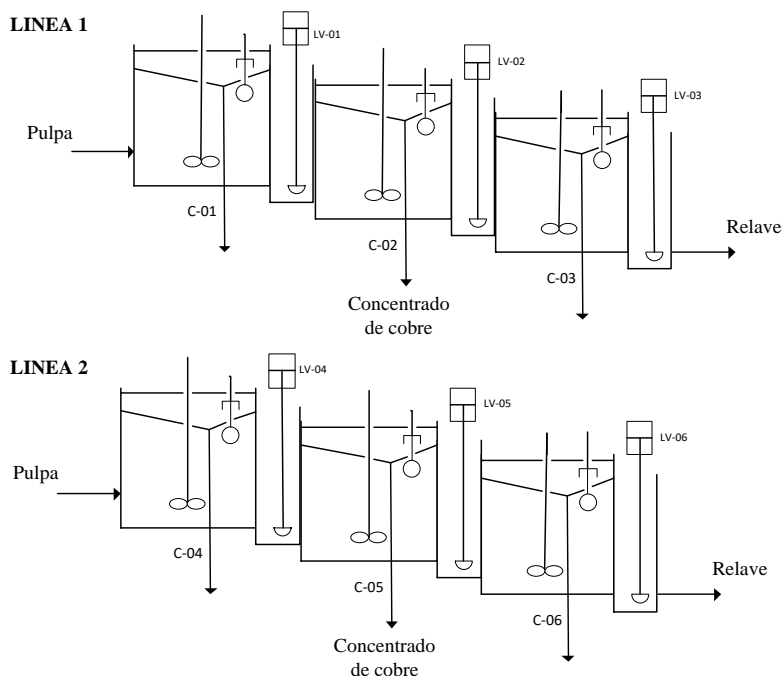 LINEA 1
LV-01
LV-02
LV-03
Pulpa
C-01
C-02
C-03
Relave
Concentrado
de cobre
LINEA 2
LV-04
LV-05
LV-06
Pulpa
C-04
C-05
C-06
Relave
Concentrado
de cobre